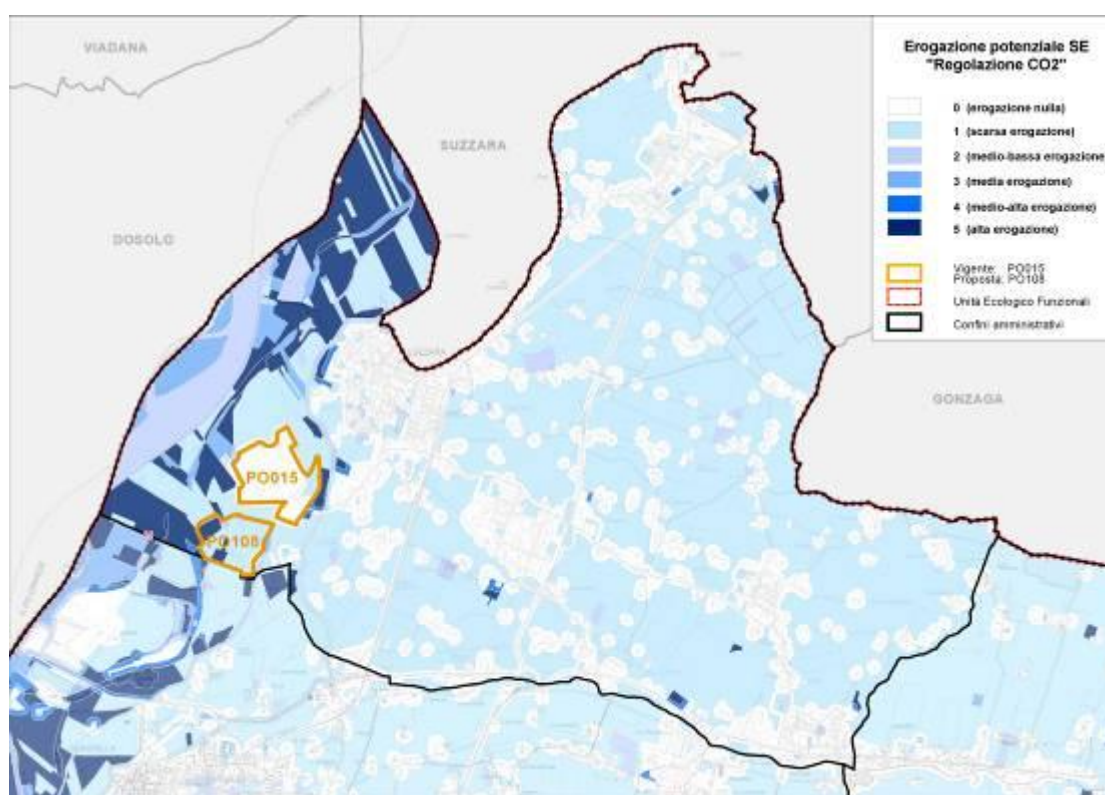 VIADANA
SUZZARA
DOSOLO
GONZAGA
PO015
PO108
Erogazione potenziale SE
"Regolazione CO2"
0 (erogazione nulla)
1 (scarsa erogazione)
2 (medio-bassa erogazione
3 (media erogazione)
4 (medio-alta erogazione)
5 (alta erogazione)
Vigente: PO015
Proposta: PO108
Unità Ecologico Funzionali
Confini amministrativi